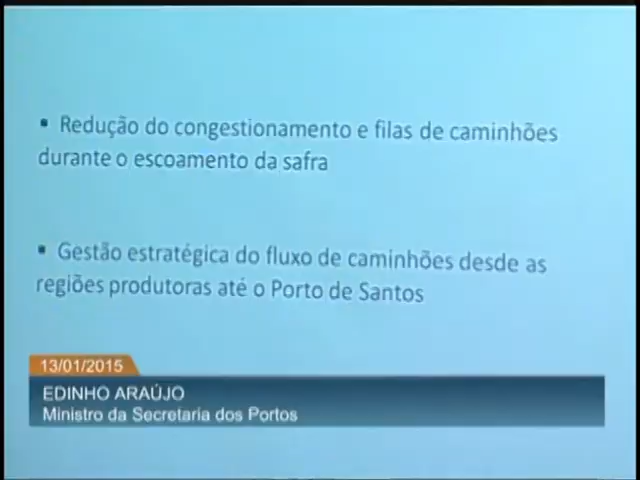 ▪ Redução do congestionamento e filas de caminhões
durante o escoamento da safra
▪ Gestão estratégica do fluxo de caminhões desde as
regiões produtoras até o Porto de Santos
13/01/2015
EDINHO ARAÚJO
Ministro da Secretaria dos Portos